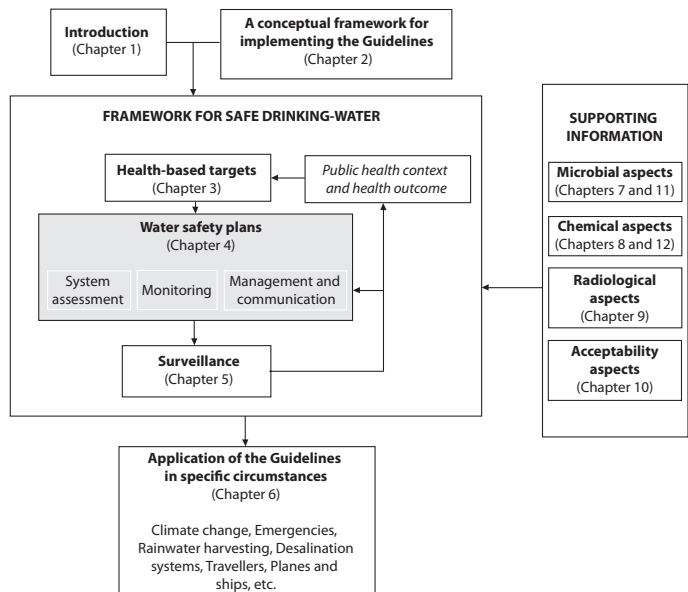 Introduction
(Chapter 1)
A conceptual framework for
implementing the Guidelines
(Chapter 2)
FRAMEWORK FOR SAFE DRINKING-WATER
Health-based targets
(Chapter 3)
Public health context
and health outcome
Water safety plans
(Chapter 4)
System
assessment
Monitoring
Management and
communication
Surveillance
(Chapter 5)
SUPPORTING
INFORMATION
Microbial aspects
(Chapters 7 and 11)
Chemical aspects
(Chapters 8 and 12)
Radiological
aspects
(Chapter 9)
Acceptability
aspects
(Chapter 10)
Application of the Guidelines
in specific circumstances
(Chapter 6)
Climate change, Emergencies,
Rainwater harvesting, Desalination
systems, Travellers, Planes and
ships, etc.